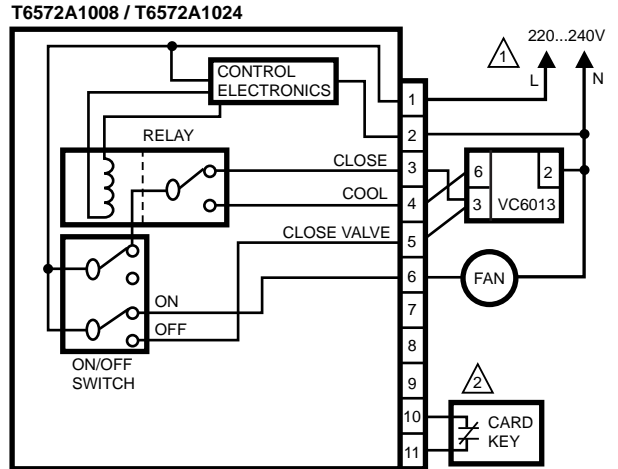 T6572A1008 / T6572A1024
220...240V
1
L
N
CONTROL
ELECTRONICS
RELAY
CLOSE
COOL
CLOSE VALVE
ON
OFF
ON/OFF
SWITCH
1
2
3
4
5
6
7
8
9
10
11
6
2
3
VC6013
FAN
2
CARD
KEY